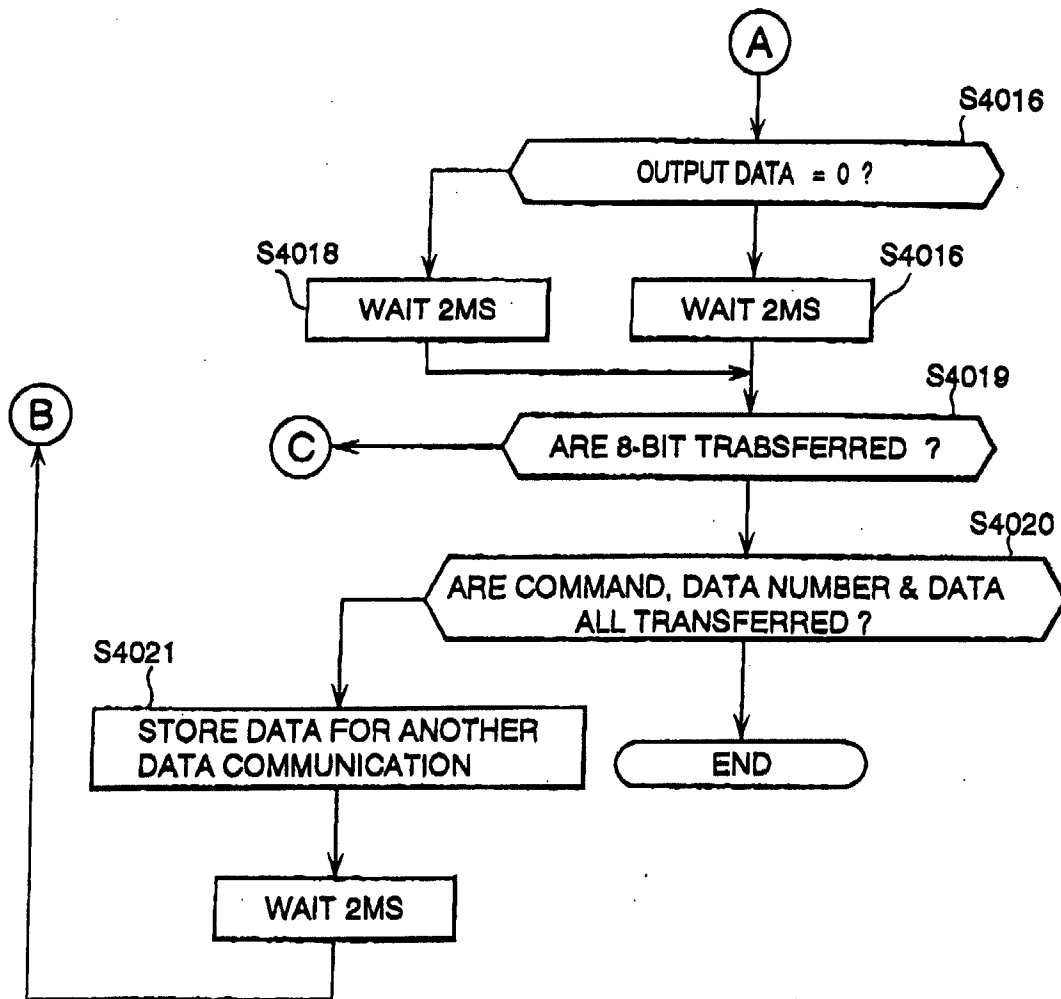 A
S4016
OUTPUT DATA = 0 ?
S4018
S4016
WAIT 2MS
WAIT 2MS
S4019
B
C
ARE 8-BIT TRABSFERRED ?
S4020
ARE COMMAND, DATA NUMBER & DATA
ALL TRANSFERRED ?
S4021
STORE DATA FOR ANOTHER
DATA COMMUNICATION
END
WAIT 2MS